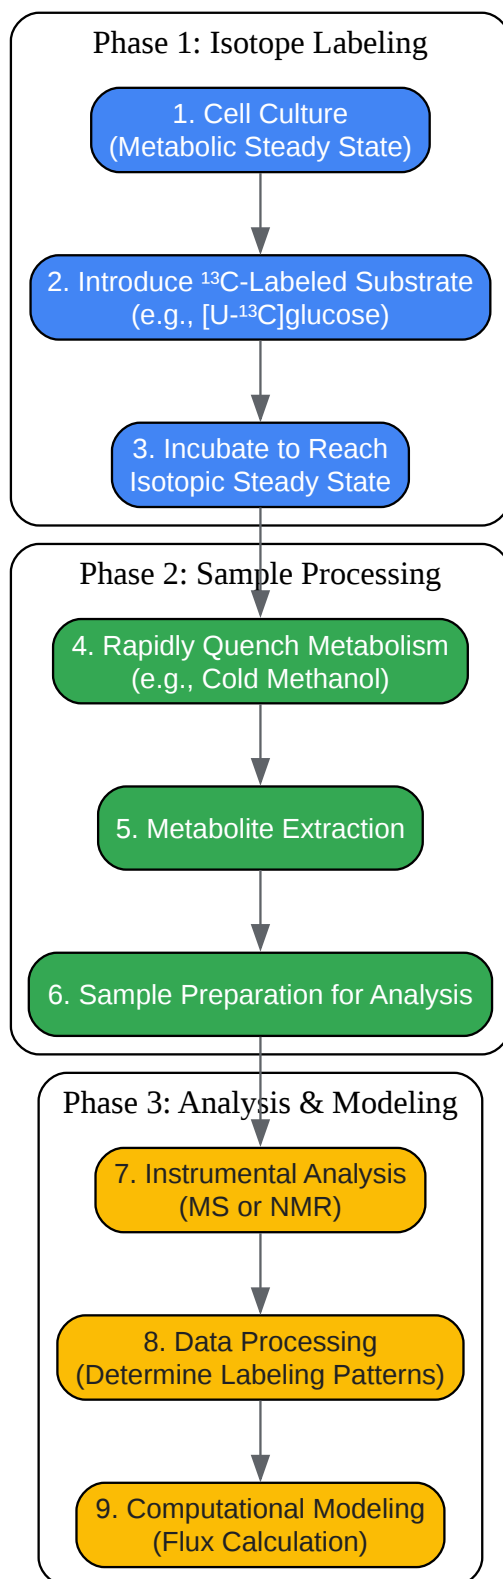 Phase 1: Isotope Labeling
1. Cell Culture
(Metabolic Steady State)
2. Introduce ¹³C-Labeled Substrate
(e.g., [U-¹³C]glucose)
3. Incubate to Reach
Isotopic Steady State
Phase 2: Sample Processing
4. Rapidly Quench Metabolism
(e.g., Cold Methanol)
5. Metabolite Extraction
6. Sample Preparation for Analysis
Phase 3: Analysis & Modeling
7. Instrumental Analysis
(MS or NMR)
8. Data Processing
(Determine Labeling Patterns)
9. Computational Modeling
(Flux Calculation)